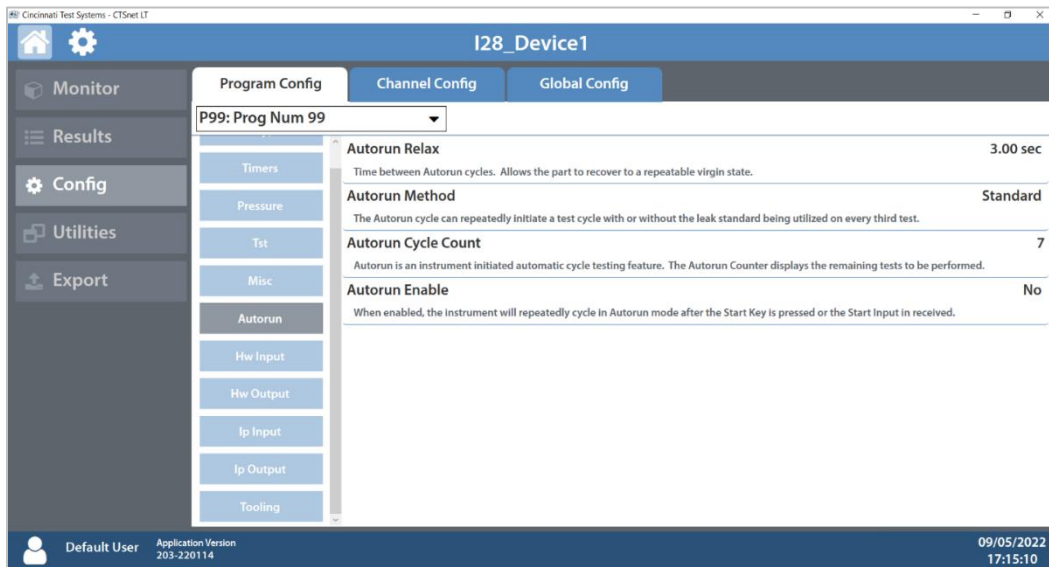 Cincinnati Test Systems - CTSnet LT
I28_Device1
Monitor
Results
Config
Utilities
Export
Program Config
Channel Config
Global Config
P99: Prog Num 99
Timers
Pressure
Tst
Misc
Autorun
Hw Input
Hw Output
Ip Input
Ip Output
Tooling
Autorun Relax 3.00 sec
Time between Autorun cycles. Allows the part to recover to a repeatable virgin state.
Autorun Method Standard
The Autorun cycle can repeatedly initiate a test cycle with or without the leak standard being utilized on every third test.
Autorun Cycle Count 7
Autorun is an instrument initiated automatic cycle testing feature. The Autorun Counter displays the remaining tests to be performed.
Autorun Enable No
When enabled, the instrument will repeatedly cycle in Autorun mode after the Start Key is pressed or the Start Input in received.
Default User
Application Version
203-220114
09/05/2022
17:15:10